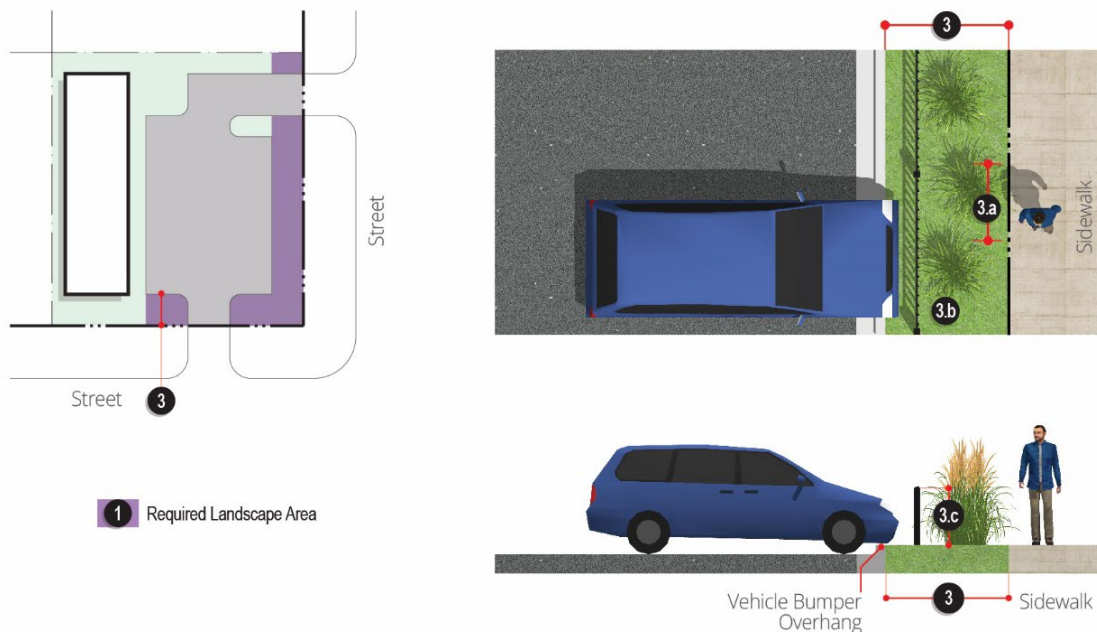 Street
Street
3
1 Required Landscape Area
3
3.a
3.b
Sidewalk
3.c
Vehicle Bumper
Overhang
3
Sidewalk